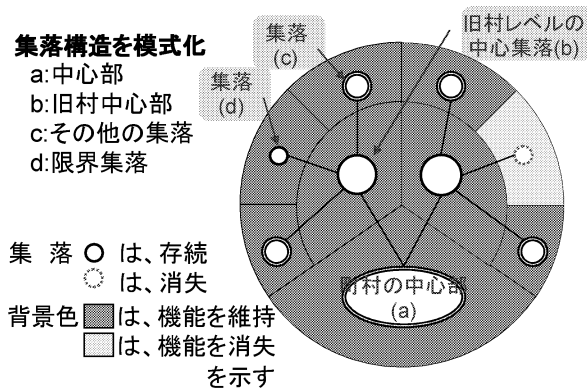 集落構造を模式化
a:中心部
b:旧村中心部
c:その他の集落
d:限界集落
集落
(c)
集落
(d)
旧村レベルの
中心集落(b)
町村の中心部
(a)
集 落 は、存続
は、消失
背景色 は、機能を維持
は、機能を消失
を示す